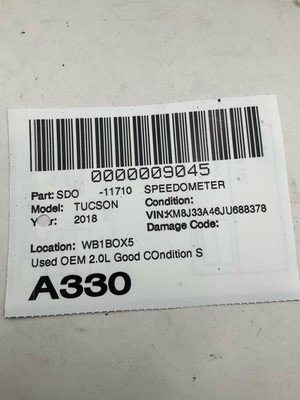 0000009045
Part: SDO -11710 SPEEDOMETER
Model: TUCSON Condition:
Year: 2018 VIN:KM8J33A46JU688378
Damage Code:
Location: WB1BOX5
Used OEM 2.0L Good COndition S
A330